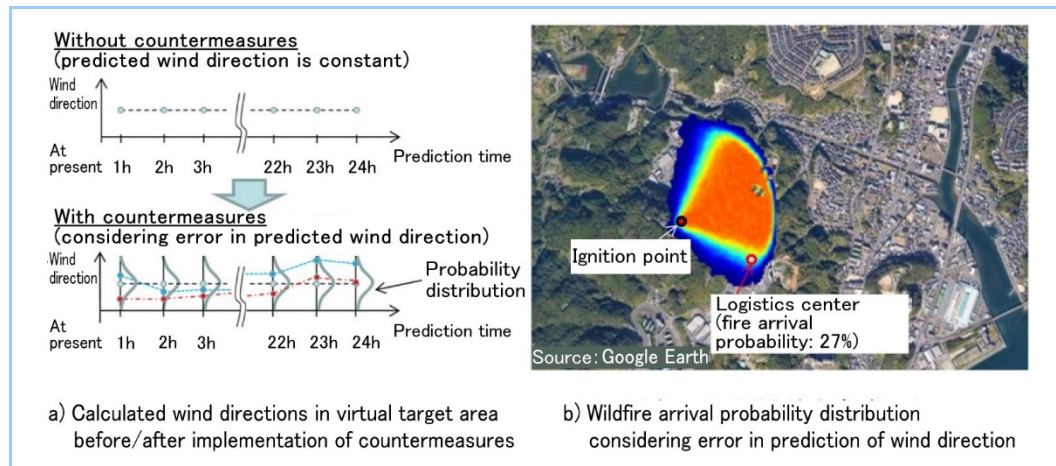 Without countermeasures
(predicted wind direction is constant)
Wind
direction
At
present
1h 2h 3h 22h 23h 24h
Prediction time
With countermeasures
(considering error in predicted wind direction)
Wind
direction
Probability
distribution
At
present
1h 2h 3h 22h 23h 24h
Prediction time
a) Calculated wind directions in virtual target area
before/after implementation of countermeasures
Ignition point
Logistics center
(fire arrival
probability: 27%)
Source: Google Earth
b) Wildfire arrival probability distribution
considering error in prediction of wind direction